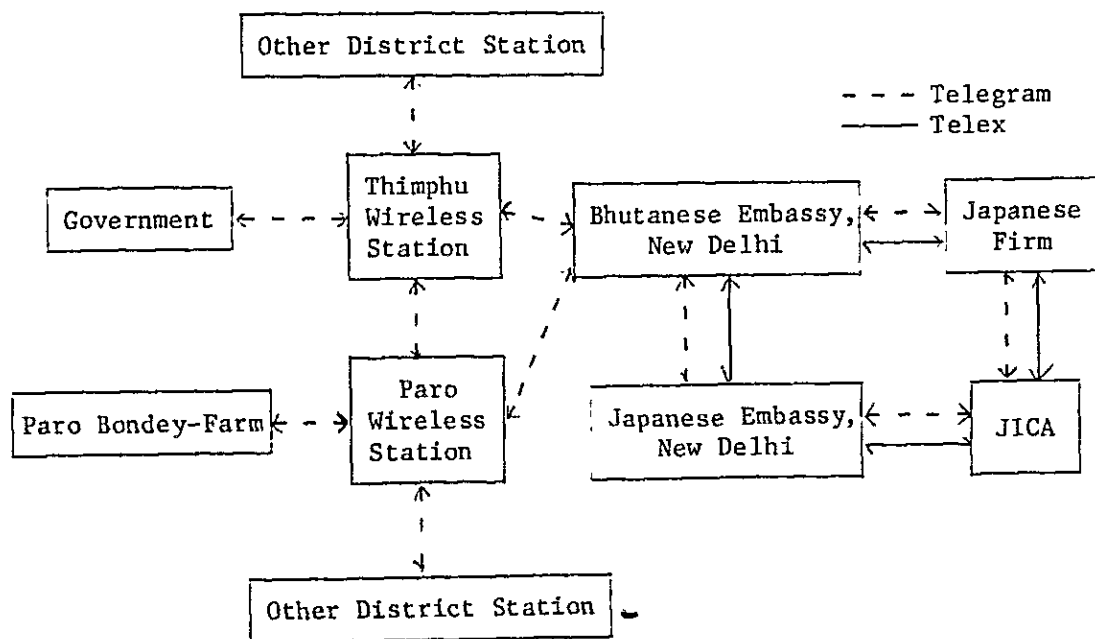 Other District Station
Telegram
Telex
Thimphu
Wireless
Station
Government
Bhutanese Embassy,
New Delhi
Japanese
Firm
Paro Bondey-Farm
Paro
Wireless
Station
Japanese Embassy,
New Delhi
JICA
Other District Station